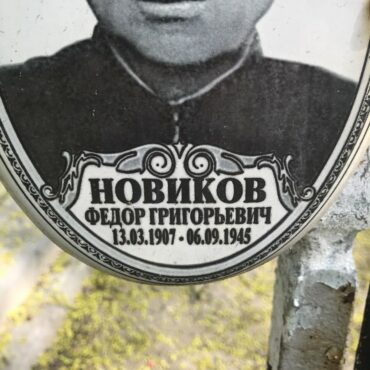 НОВИКОВ
ФЕДОР ГРИГОРЬЕВИЧ
13.03.1907 • 06.09.1945